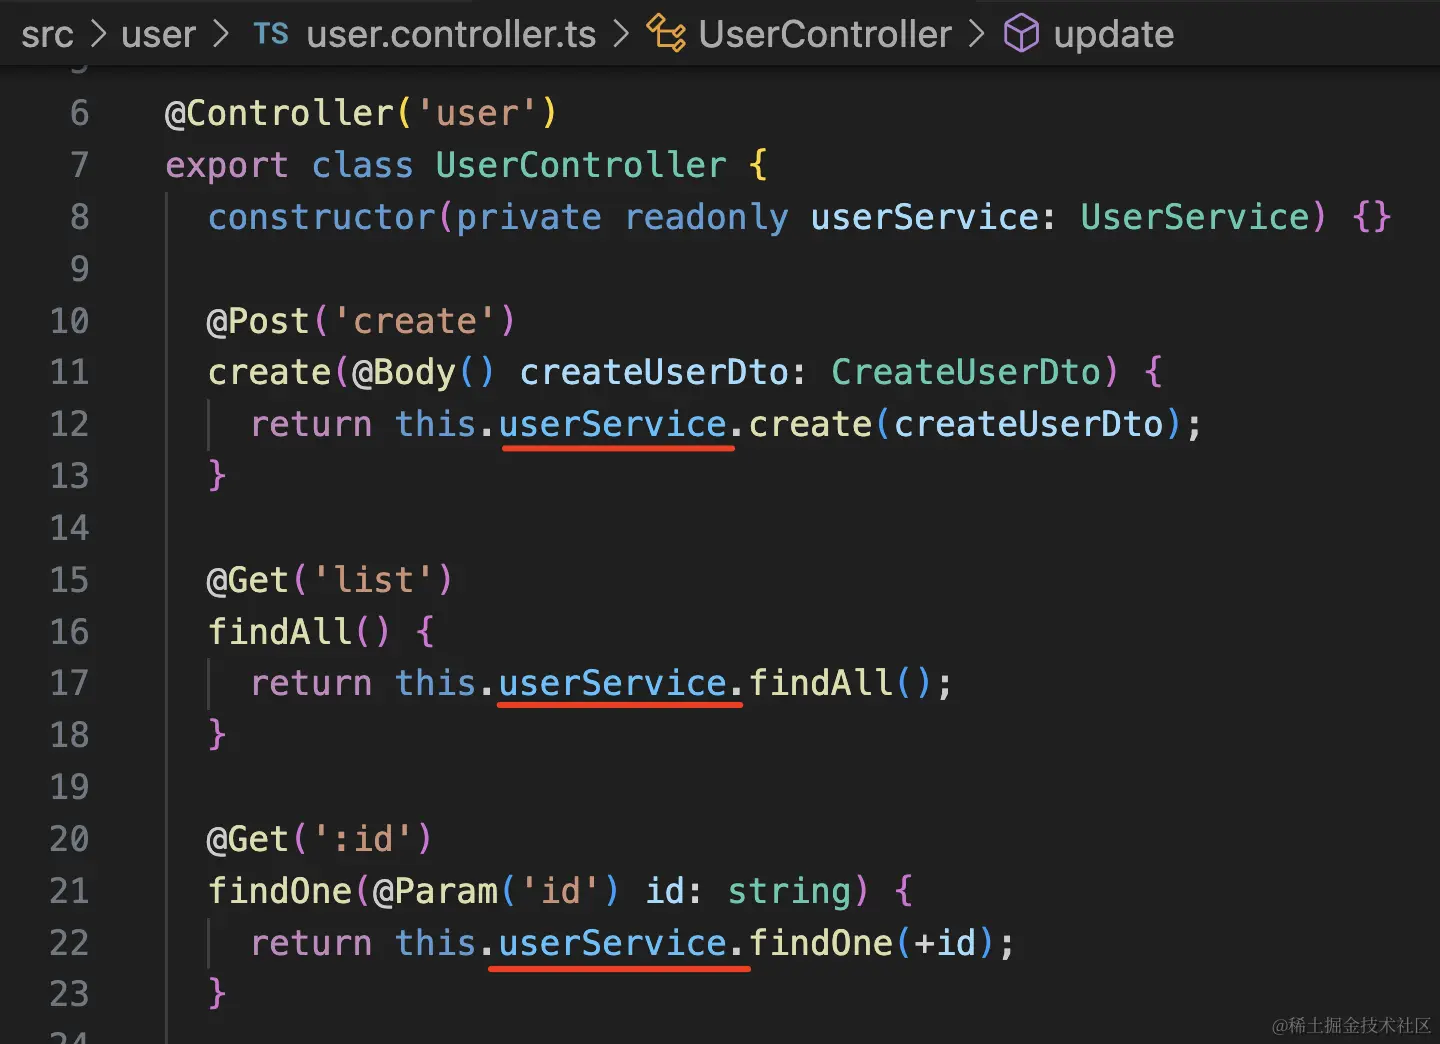 src > user > TS user.controller.ts > UserController > update
5
6 @Controller('user')
7 export class UserController {
8 constructor(private readonly userService: UserService) {}
9
10 @Post('create')
11 create(@Body() createUserDto: CreateUserDto) {
12 return this.userService.create(createUserDto);
13 }
14
15 @Get('list')
16 findAll() {
17 return this.userService.findAll();
18 }
19
20 @Get(':id')
21 findOne(@Param('id') id: string) {
22 return this.userService.findOne(+id);
23 }
24
@稀土掘金技术社区